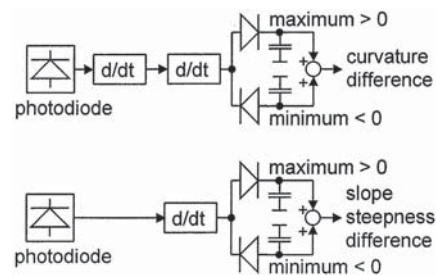 maximum > 0
d/dt
d/dt
+
+
curvature
difference
photodiode
minimum < 0
maximum > 0
d/dt
+
+
slope
steepness
difference
photodiode
minimum < 0